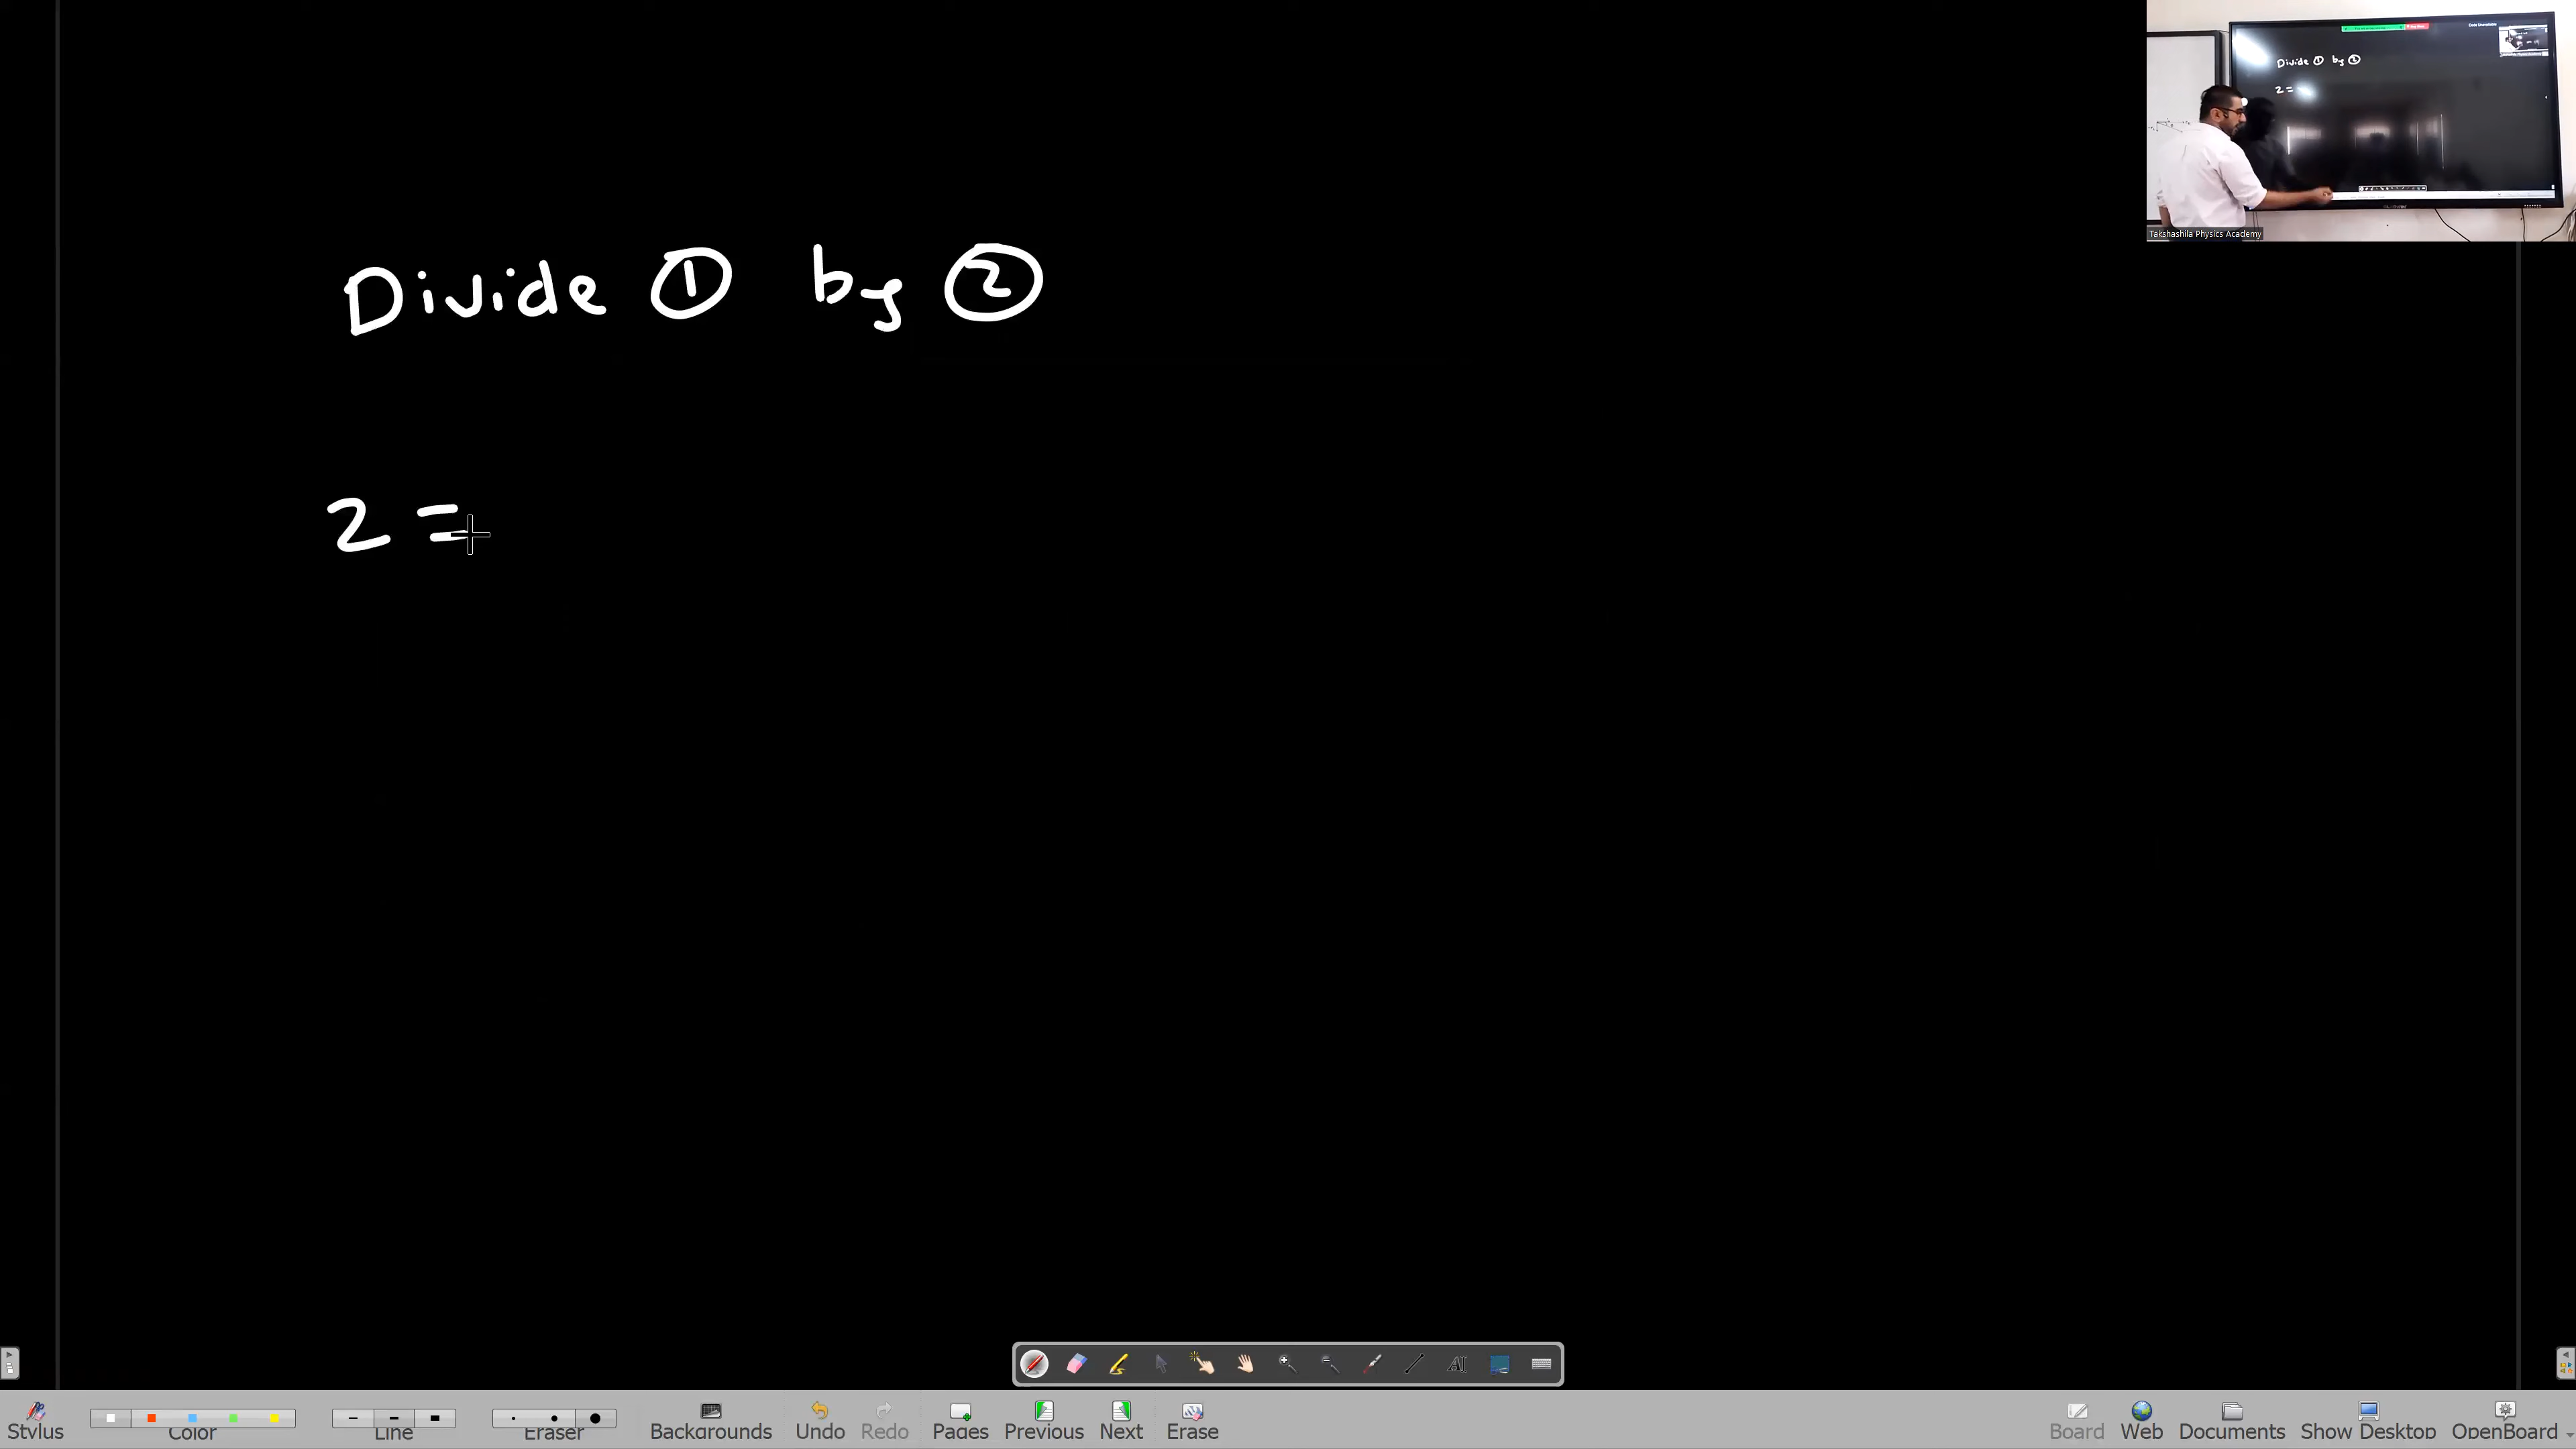 Divide ① by ②
2 =
Takshashila Physics Academy
Stylus Color Line Eraser Backgrounds Undo Redo Pages Previous Next Erase Board Web Documents Show Desktop OpenBoard